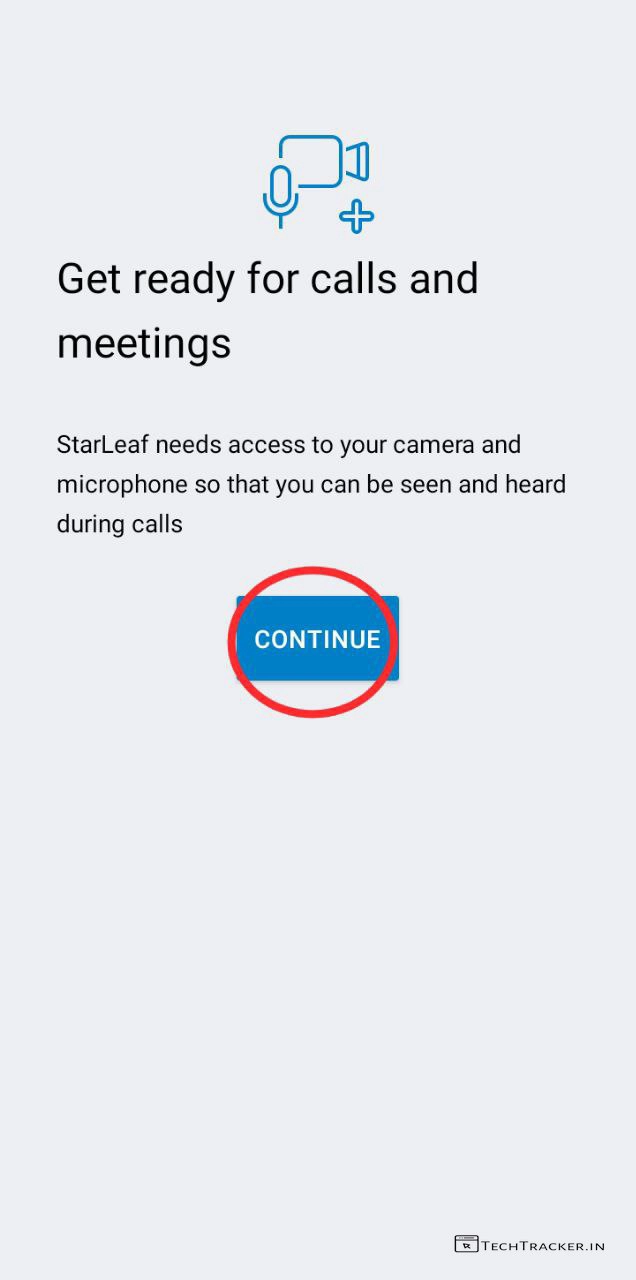 Get ready for calls and
meetings
StarLeaf needs access to your camera and
microphone so that you can be seen and heard
during calls
CONTINUE
TECHTRACKER.IN